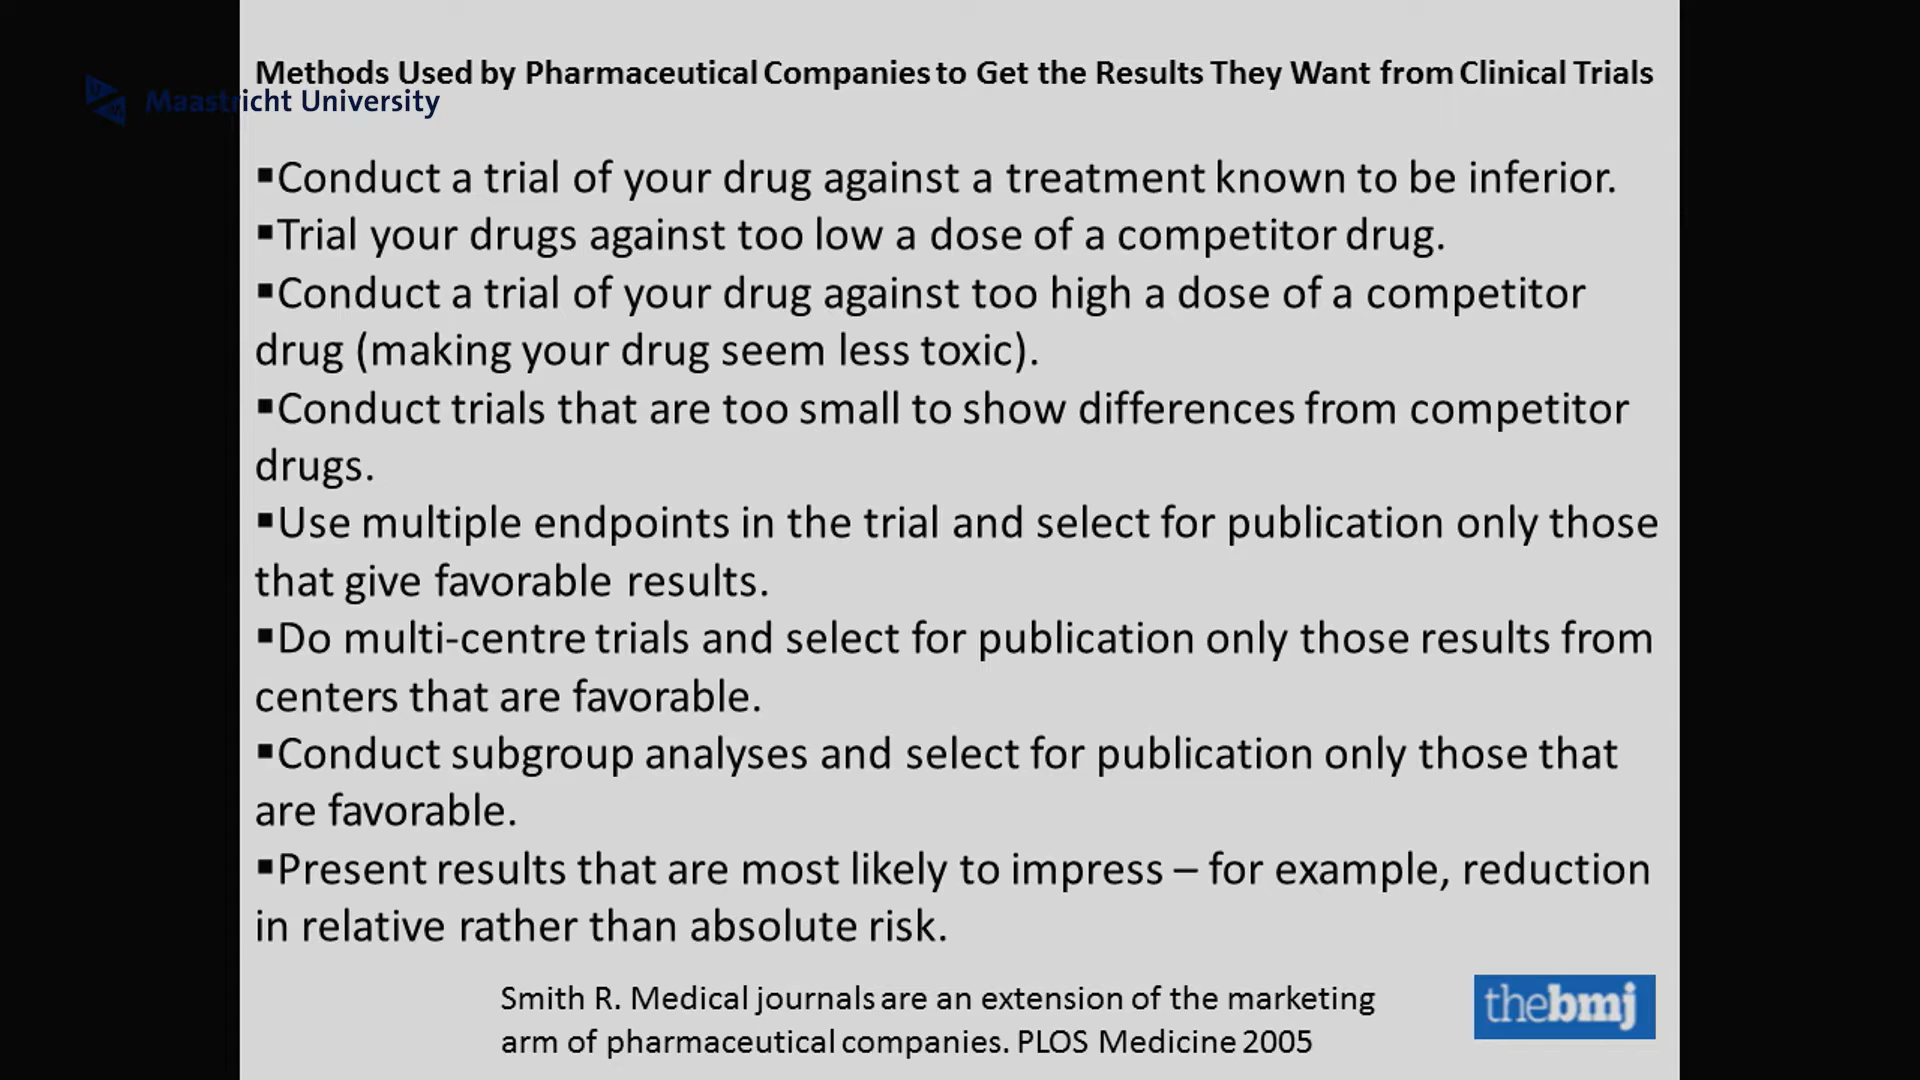 Methods Used by Pharmaceutical Companies to Get the Results They Want from Clinical Trials
Maastricht University
▪Conduct a trial of your drug against a treatment known to be inferior.
▪Trial your drugs against too low a dose of a competitor drug.
▪Conduct a trial of your drug against too high a dose of a competitor
drug (making your drug seem less toxic).
▪Conduct trials that are too small to show differences from competitor
drugs.
▪Use multiple endpoints in the trial and select for publication only those
that give favorable results.
▪Do multi-centre trials and select for publication only those results from
centers that are favorable.
▪Conduct subgroup analyses and select for publication only those that
are favorable.
▪Present results that are most likely to impress – for example, reduction
in relative rather than absolute risk.
Smith R. Medical journals are an extension of the marketing
arm of pharmaceutical companies. PLOS Medicine 2005
thebmj